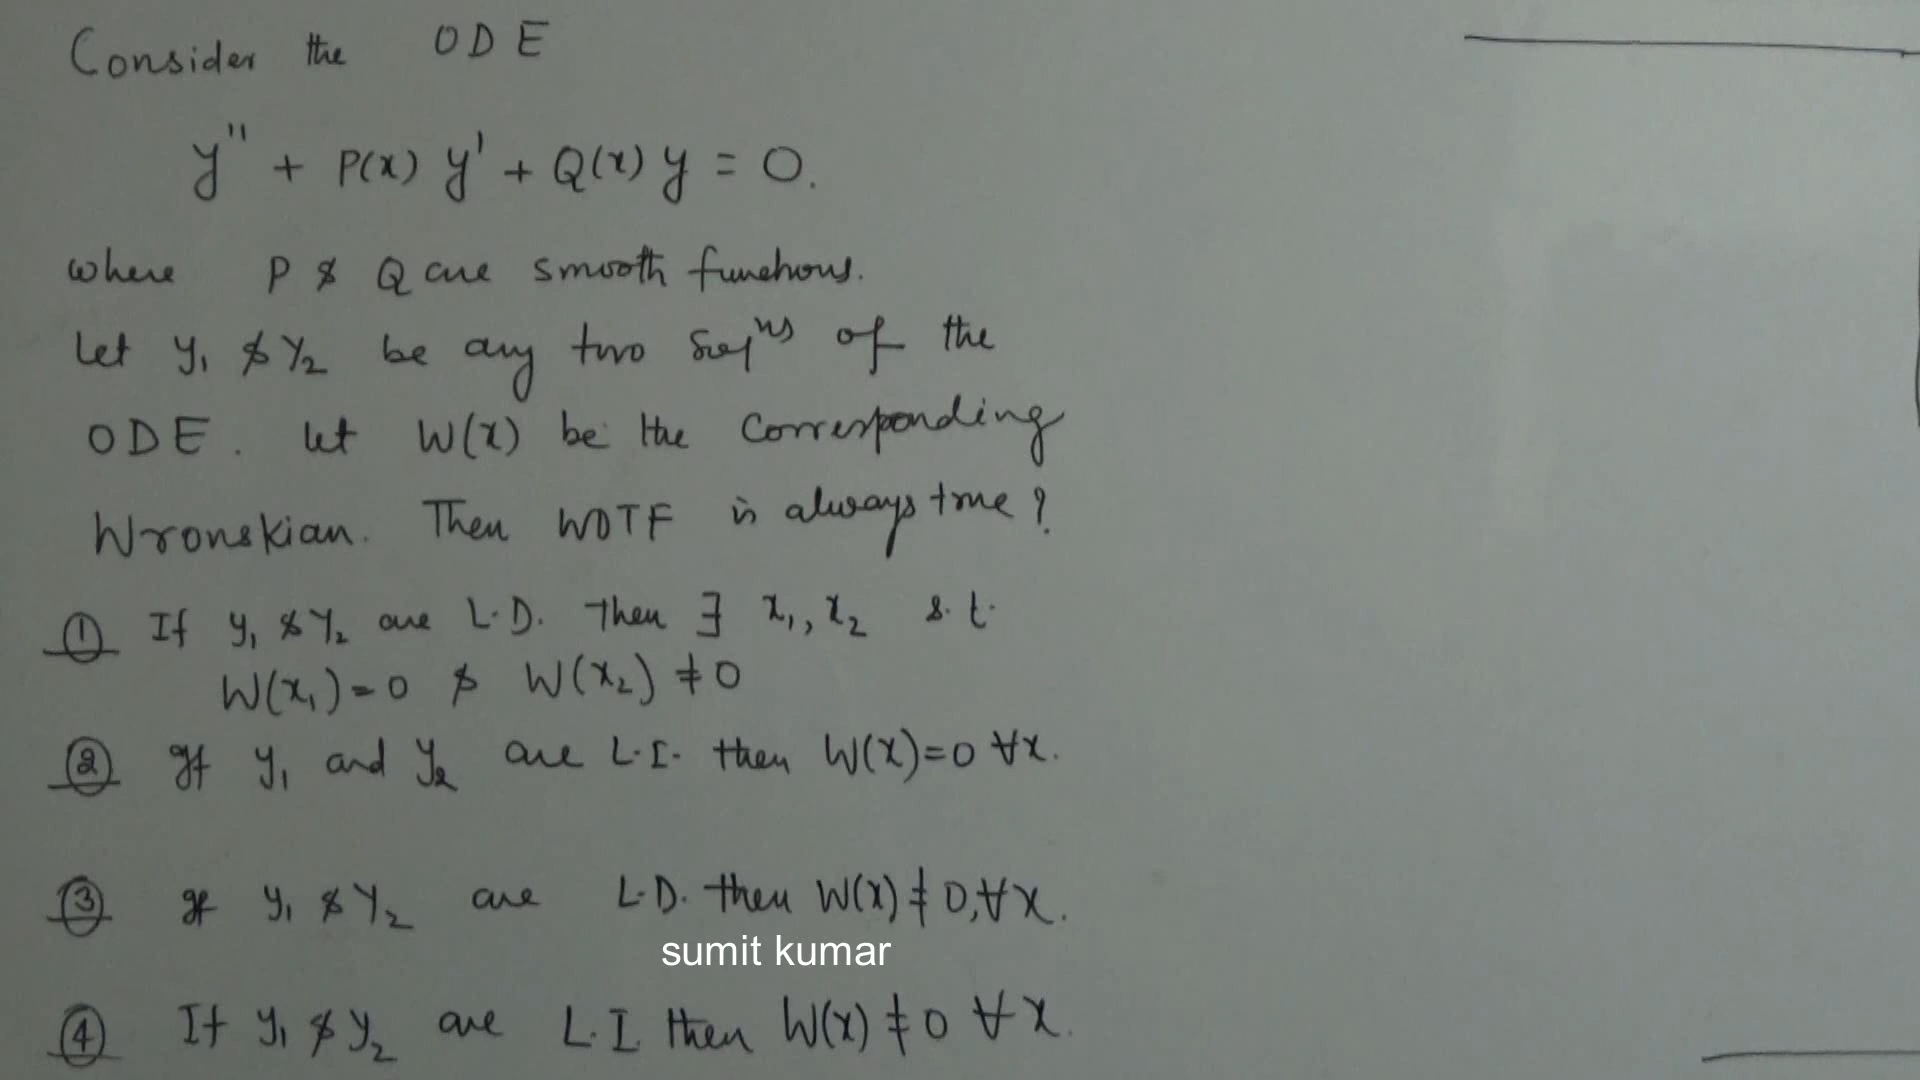 Consider the ODE
y'' + P(x) y' + Q(x) y = 0.
where P & Q are smooth functions.
Let y₁ & y₂ be any two solⁿˢ of the
ODE. Let W(x) be the corresponding
Wronskian. Then WOTF is always true?
① If y₁ & y₂ are L.D. Then ∃ x₁, x₂ s.t.
W(x₁) = 0 & W(x₂) ≠ 0
② If y₁ and y₂ are L.I. then W(x)=0 ∀x.
③ If y₁ & y₂ are L.D. then W(x) ≠ 0, ∀x.
sumit kumar
④ If y₁ & y₂ are L.I. then W(x) ≠ 0 ∀x.